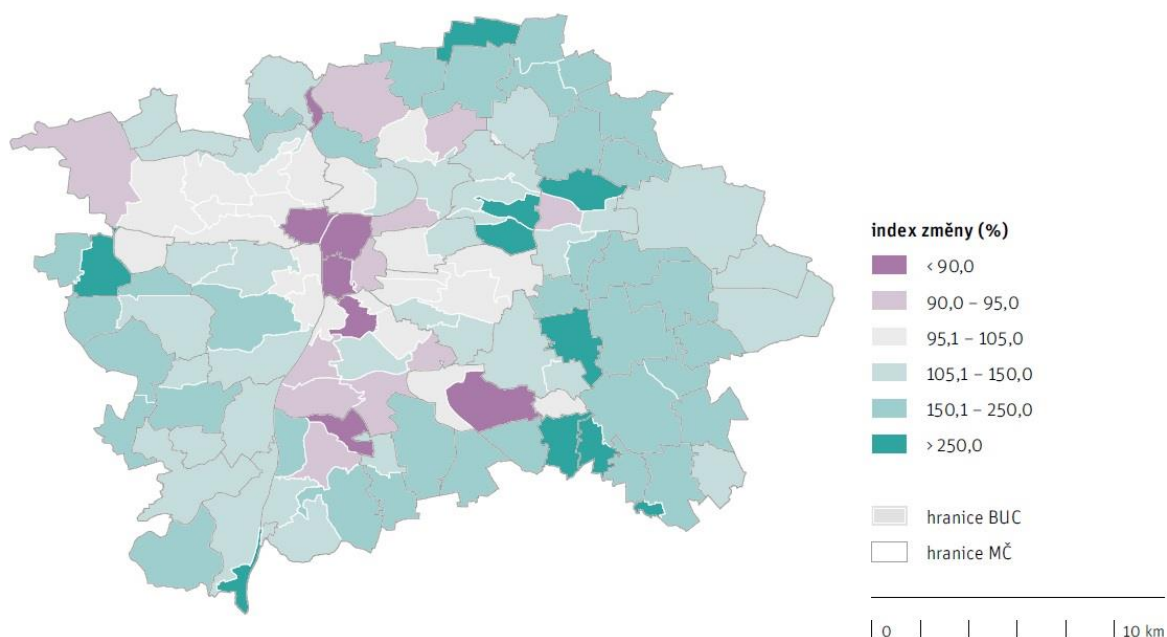 index změny (%)
< 90,0
90,0 – 95,0
95,1 – 105,0
105,1 – 150,0
150,1 – 250,0
> 250,0
hranice BUC
hranice MČ
0 10 km